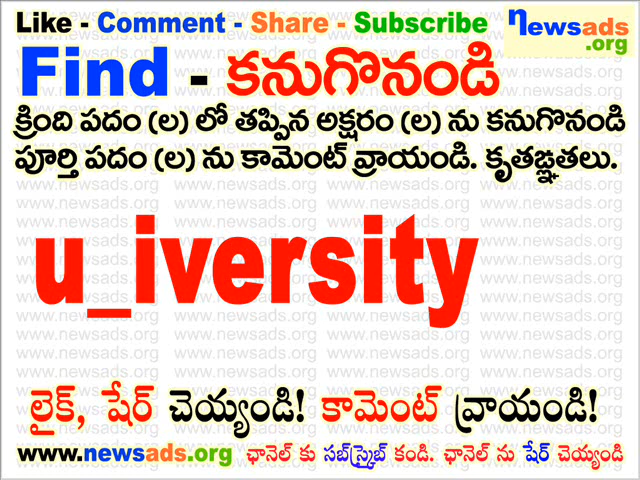 Like - Comment - Share - Subscribe
newsads
.org
Find - కనుగొనండి
క్రింది పదం (ల) లో తప్పిన అక్షరం (ల) ను కనుగొనండి
పూర్తి పదం (ల) ను కామెంట్ వ్రాయండి. కృతఙ్ఞతలు.
u_iversity
లైక్, షేర్ చెయ్యండి! కామెంట్ వ్రాయండి!
www.newsads.org ఛానెల్ కు సబ్‌స్క్రైబ్ కండి. ఛానెల్ ను షేర్ చెయ్యండి